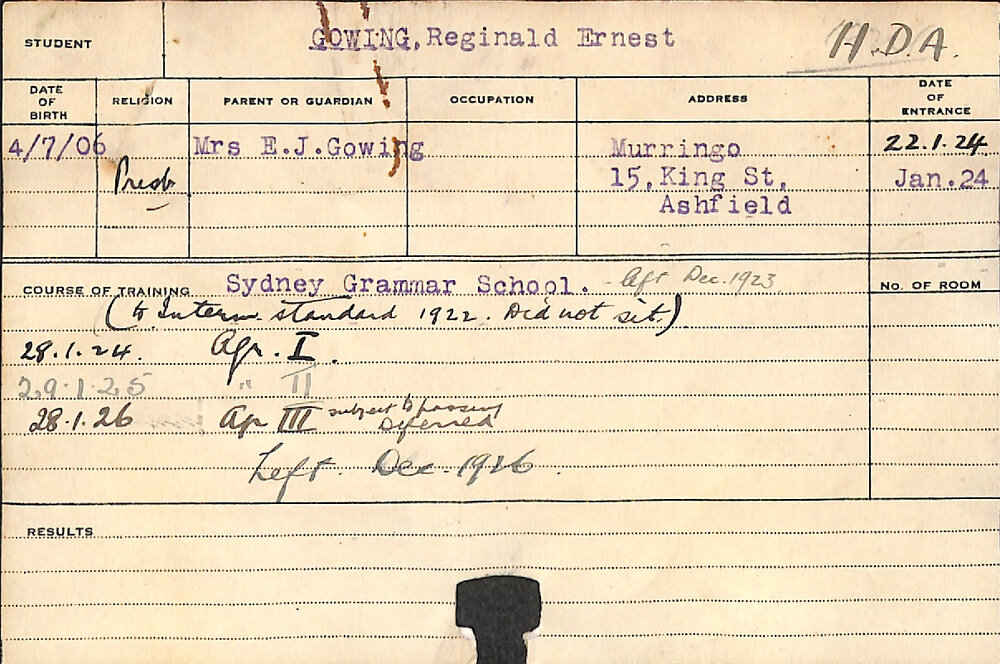 STUDENT GOWING, Reginald Ernest H.D.A.
DATE OF BIRTH RELIGION PARENT OR GUARDIAN OCCUPATION ADDRESS DATE OF ENTRANCE
4/7/06 Mrs E.J.Gowing Murringo 22.1.24
Presb 15,King St, Jan.24
Ashfield
COURSE OF TRAINING Sydney Grammar School. - left Dec. 1923 No. OF ROOM
(to Interm. standard 1922. Did not sit.)
28.1.24. Agr. I.
29.1.25 " II
28.1.26 Agr III subject to passing
Deferred
Left. Dec. 1926.
RESULTS